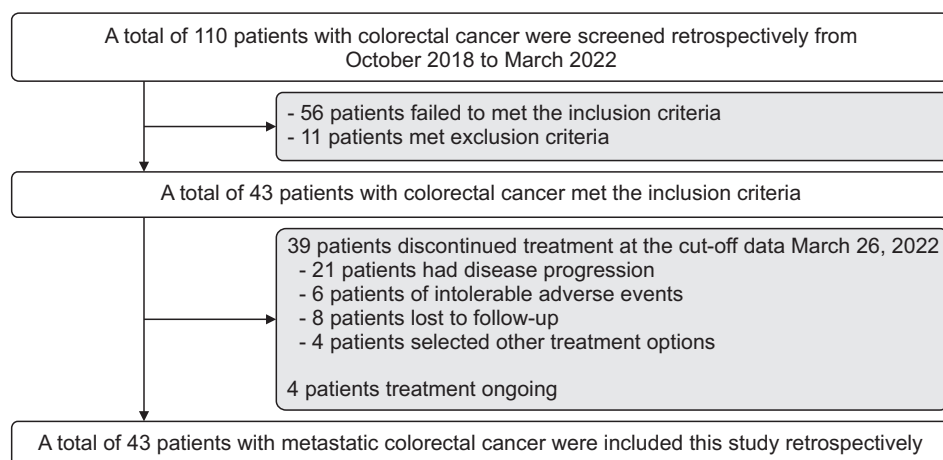 A total of 110 patients with colorectal cancer were screened retrospectively from
October 2018 to March 2022
- 56 patients failed to met the inclusion criteria
- 11 patients met exclusion criteria
A total of 43 patients with colorectal cancer met the inclusion criteria
39 patients discontinued treatment at the cut-off data March 26, 2022
- 21 patients had disease progression
- 6 patients of intolerable adverse events
- 8 patients lost to follow-up
- 4 patients selected other treatment options
4 patients treatment ongoing
A total of 43 patients with metastatic colorectal cancer were included this study retrospectively